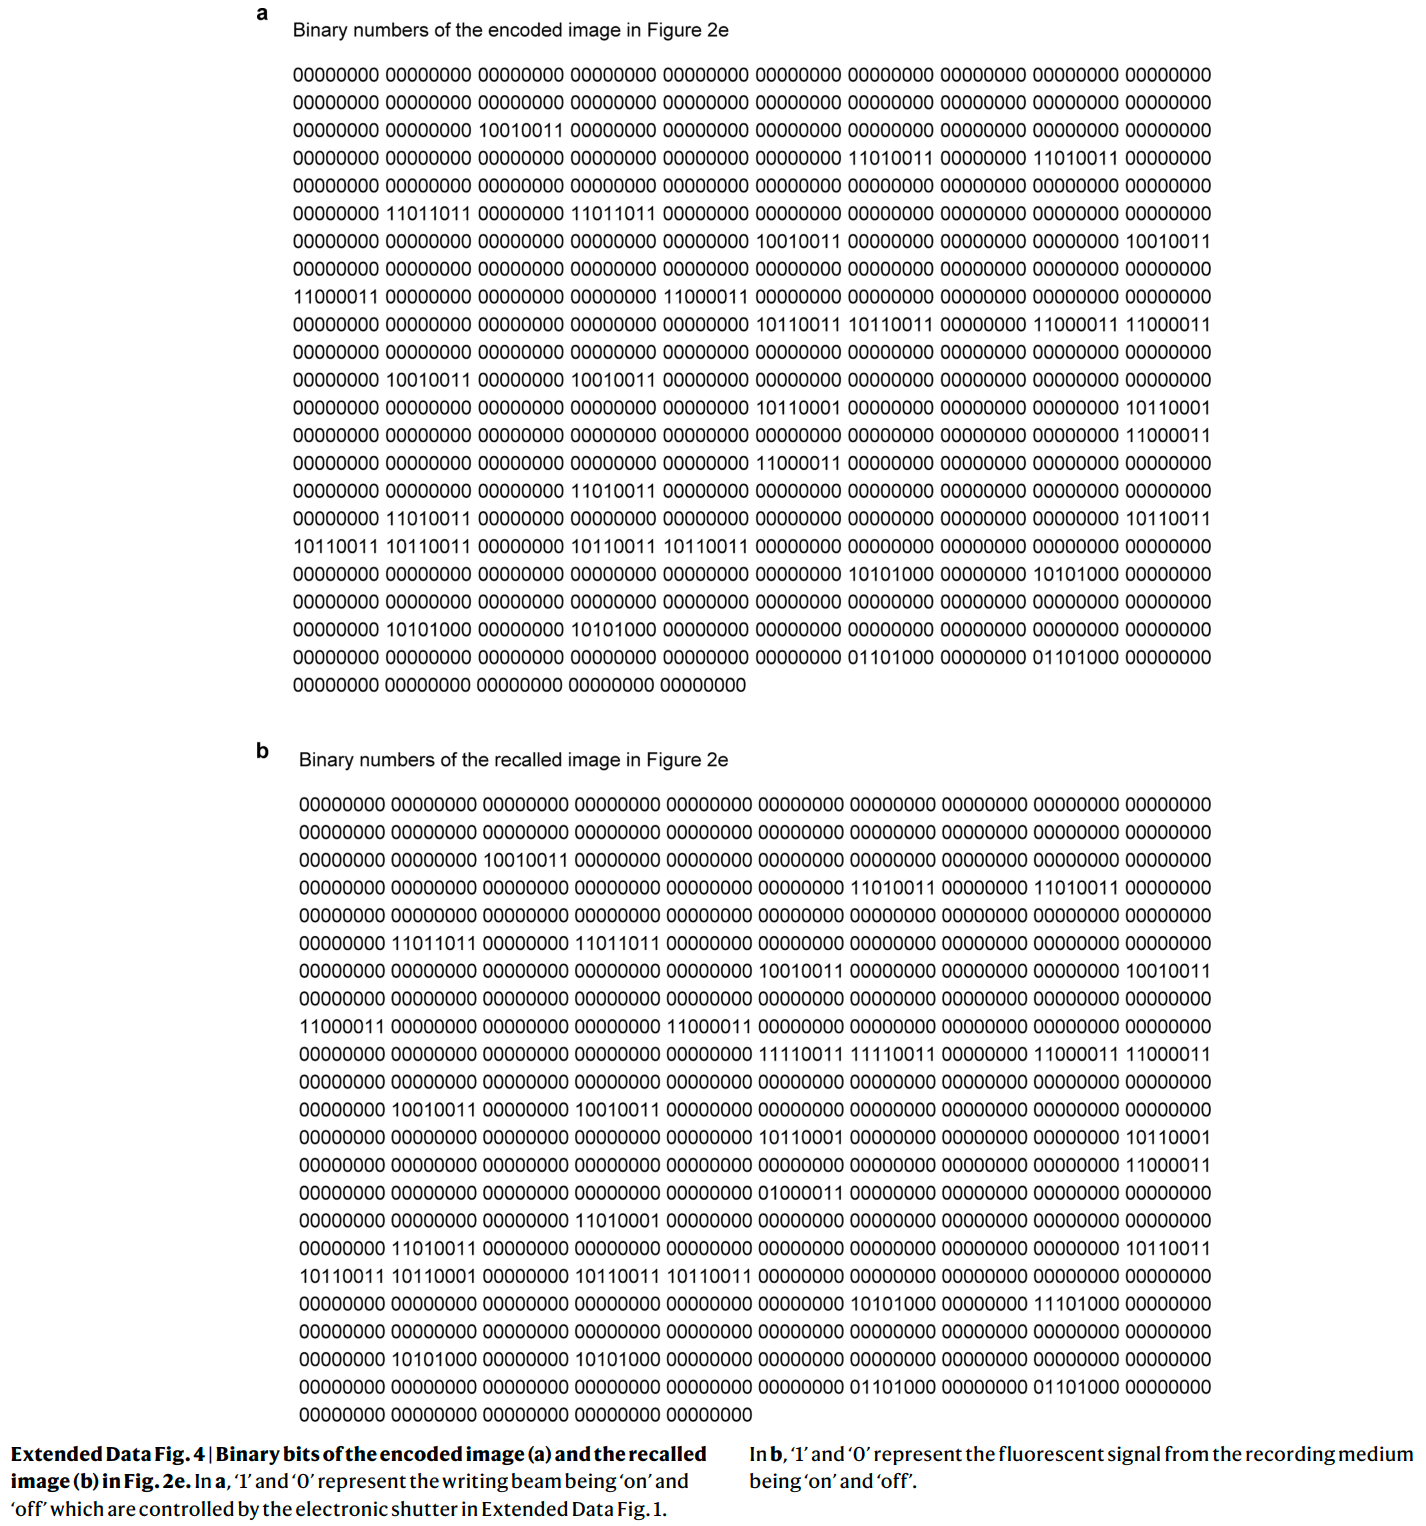 a
Binary numbers of the encoded image in Figure 2e
00000000 00000000 00000000 00000000 00000000 00000000 00000000 00000000 00000000 00000000
00000000 00000000 00000000 00000000 00000000 00000000 00000000 00000000 00000000 00000000
00000000 00000000 10010011 00000000 00000000 00000000 00000000 00000000 00000000 00000000
00000000 00000000 00000000 00000000 00000000 00000000 11010011 00000000 11010011 00000000
00000000 00000000 00000000 00000000 00000000 00000000 00000000 00000000 00000000 00000000
00000000 11011011 00000000 11011011 00000000 00000000 00000000 00000000 00000000 00000000
00000000 00000000 00000000 00000000 00000000 10010011 00000000 00000000 00000000 10010011
00000000 00000000 00000000 00000000 00000000 00000000 00000000 00000000 00000000 00000000
11000011 00000000 00000000 00000000 11000011 00000000 00000000 00000000 00000000 00000000
00000000 00000000 00000000 00000000 00000000 10110011 10110011 00000000 11000011 11000011
00000000 00000000 00000000 00000000 00000000 00000000 00000000 00000000 00000000 00000000
00000000 10010011 00000000 10010011 00000000 00000000 00000000 00000000 00000000 00000000
00000000 00000000 00000000 00000000 00000000 10110001 00000000 00000000 00000000 10110001
00000000 00000000 00000000 00000000 00000000 00000000 00000000 00000000 00000000 11000011
00000000 00000000 00000000 00000000 00000000 11000011 00000000 00000000 00000000 00000000
00000000 00000000 00000000 11010011 00000000 00000000 00000000 00000000 00000000 00000000
00000000 11010011 00000000 00000000 00000000 00000000 00000000 00000000 00000000 10110011
10110011 10110011 00000000 10110011 10110011 00000000 00000000 00000000 00000000 00000000
00000000 00000000 00000000 00000000 00000000 00000000 10101000 00000000 10101000 00000000
00000000 00000000 00000000 00000000 00000000 00000000 00000000 00000000 00000000 00000000
00000000 10101000 00000000 10101000 00000000 00000000 00000000 00000000 00000000 00000000
00000000 00000000 00000000 00000000 00000000 00000000 01101000 00000000 01101000 00000000
00000000 00000000 00000000 00000000 00000000
b
Binary numbers of the recalled image in Figure 2e
00000000 00000000 00000000 00000000 00000000 00000000 00000000 00000000 00000000 00000000
00000000 00000000 00000000 00000000 00000000 00000000 00000000 00000000 00000000 00000000
00000000 00000000 10010011 00000000 00000000 00000000 00000000 00000000 00000000 00000000
00000000 00000000 00000000 00000000 00000000 00000000 11010011 00000000 11010011 00000000
00000000 00000000 00000000 00000000 00000000 00000000 00000000 00000000 00000000 00000000
00000000 11011011 00000000 11011011 00000000 00000000 00000000 00000000 00000000 00000000
00000000 00000000 00000000 00000000 00000000 10010011 00000000 00000000 00000000 10010011
00000000 00000000 00000000 00000000 00000000 00000000 00000000 00000000 00000000 00000000
11000011 00000000 00000000 00000000 11000011 00000000 00000000 00000000 00000000 00000000
00000000 00000000 00000000 00000000 00000000 11110011 11110011 00000000 11000011 11000011
00000000 00000000 00000000 00000000 00000000 00000000 00000000 00000000 00000000 00000000
00000000 10010011 00000000 10010011 00000000 00000000 00000000 00000000 00000000 00000000
00000000 00000000 00000000 00000000 00000000 10110001 00000000 00000000 00000000 10110001
00000000 00000000 00000000 00000000 00000000 00000000 00000000 00000000 00000000 11000011
00000000 00000000 00000000 00000000 00000000 01000011 00000000 00000000 00000000 00000000
00000000 00000000 00000000 11010001 00000000 00000000 00000000 00000000 00000000 00000000
00000000 11010011 00000000 00000000 00000000 00000000 00000000 00000000 00000000 10110011
10110011 10110001 00000000 10110011 10110011 00000000 00000000 00000000 00000000 00000000
00000000 00000000 00000000 00000000 00000000 00000000 10101000 00000000 11101000 00000000
00000000 00000000 00000000 00000000 00000000 00000000 00000000 00000000 00000000 00000000
00000000 10101000 00000000 10101000 00000000 00000000 00000000 00000000 00000000 00000000
00000000 00000000 00000000 00000000 00000000 00000000 01101000 00000000 01101000 00000000
00000000 00000000 00000000 00000000 00000000
Extended Data Fig. 4 | Binary bits of the encoded image (a) and the recalled
image (b) in Fig. 2e. In a, ‘1’ and ‘0’ represent the writing beam being ‘on’ and
‘off’ which are controlled by the electronic shutter in Extended Data Fig. 1.
In b, ‘1’ and ‘0’ represent the fluorescent signal from the recording medium
being ‘on’ and ‘off’.